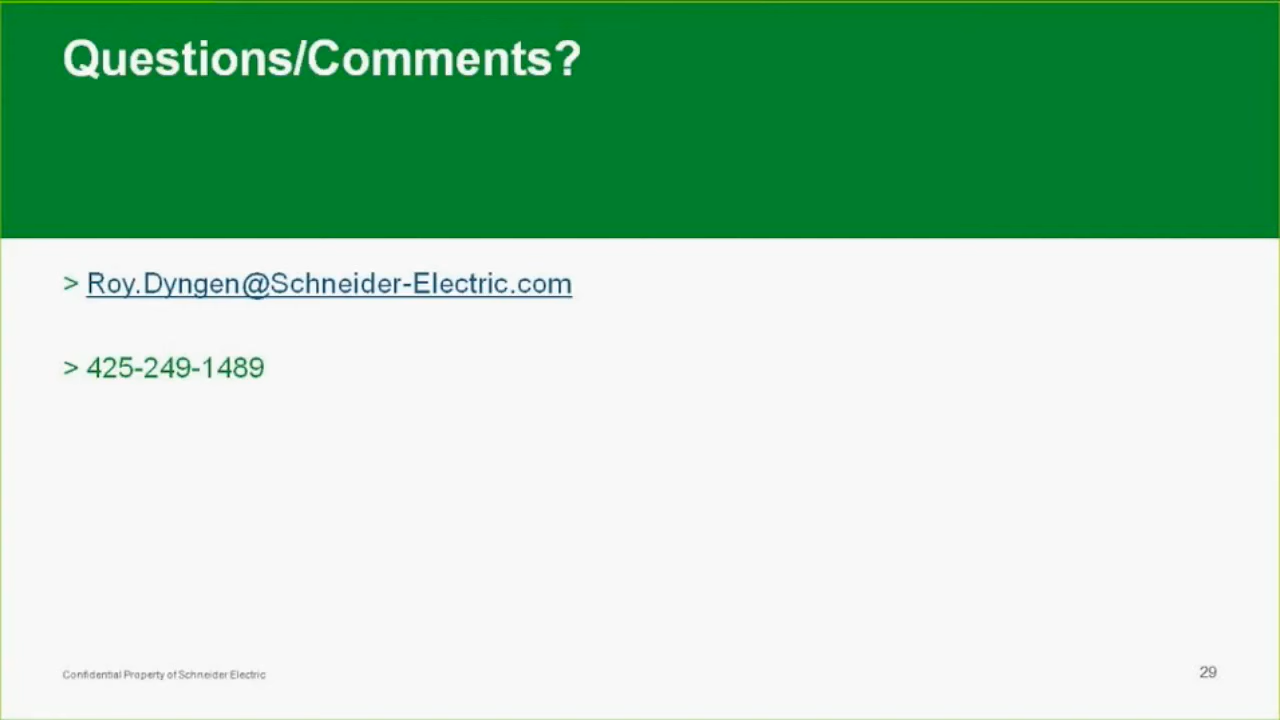 Questions/Comments?
> Roy.Dyngen@Schneider-Electric.com
> 425-249-1489
Confidential Property of Schneider Electric
29